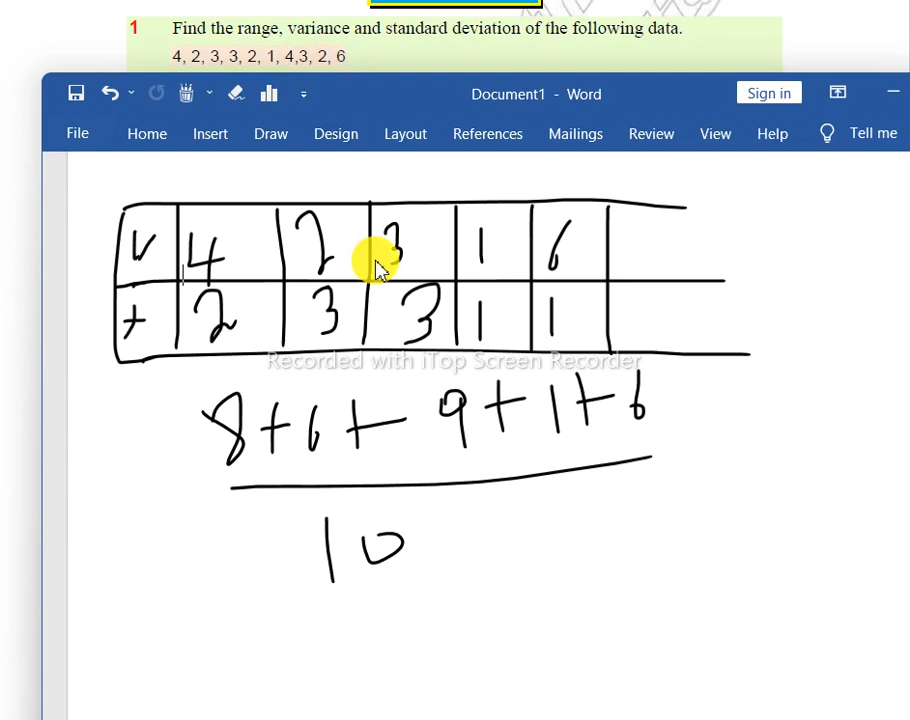 1 Find the range, variance and standard deviation of the following data.
4, 2, 3, 3, 2, 1, 4,3, 2, 6
Document1 - Word
Sign in
File Home Insert Draw Design Layout References Mailings Review View Help Tell me
V 4 2 3 1 6
f 2 3 3 1 1
Recorded with iTop Screen Recorder
8+6+9+1+6
10